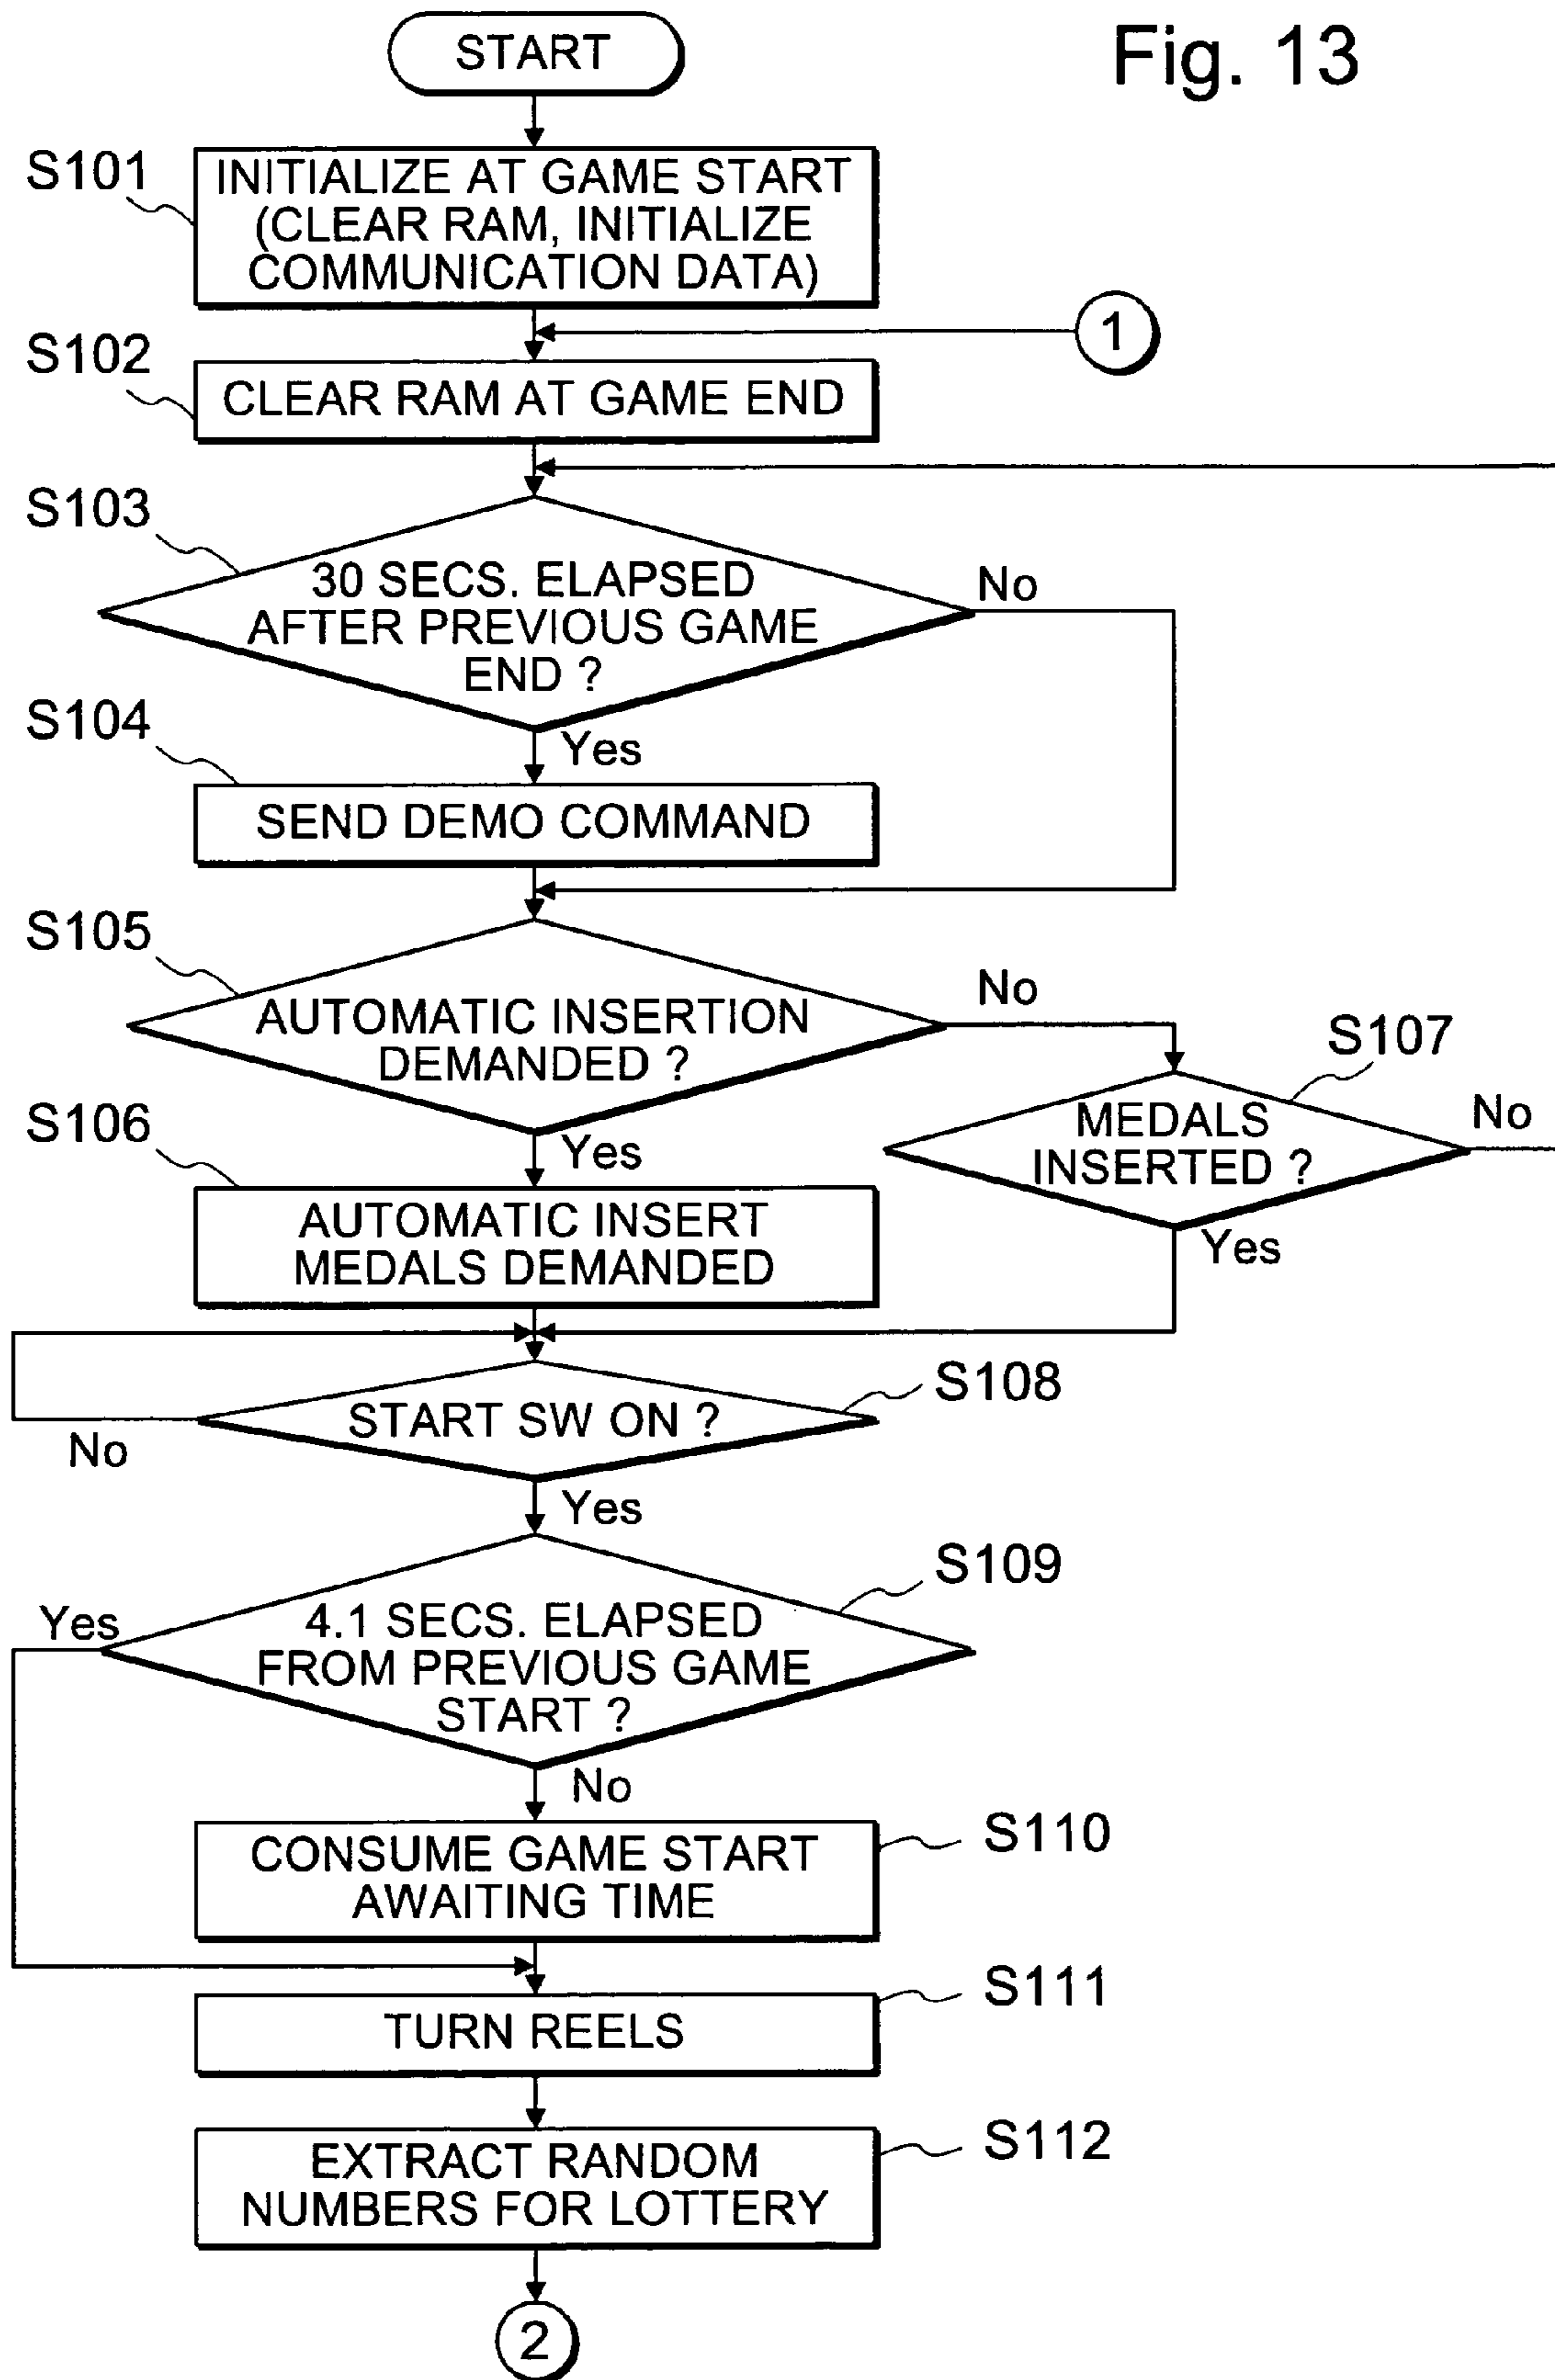 Fig. 13
START
S101
INITIALIZE AT GAME START
(CLEAR RAM, INITIALIZE
COMMUNICATION DATA)
1
S102
CLEAR RAM AT GAME END
S103
30 SECS. ELAPSED
AFTER PREVIOUS GAME
END ?
No
Yes
S104
SEND DEMO COMMAND
S105
AUTOMATIC INSERTION
DEMANDED ?
No
Yes
S107
MEDALS
INSERTED ?
No
Yes
S106
AUTOMATIC INSERT
MEDALS DEMANDED
S108
START SW ON ?
No
Yes
S109
4.1 SECS. ELAPSED
FROM PREVIOUS GAME
START ?
Yes
No
S110
CONSUME GAME START
AWAITING TIME
S111
TURN REELS
S112
EXTRACT RANDOM
NUMBERS FOR LOTTERY
2